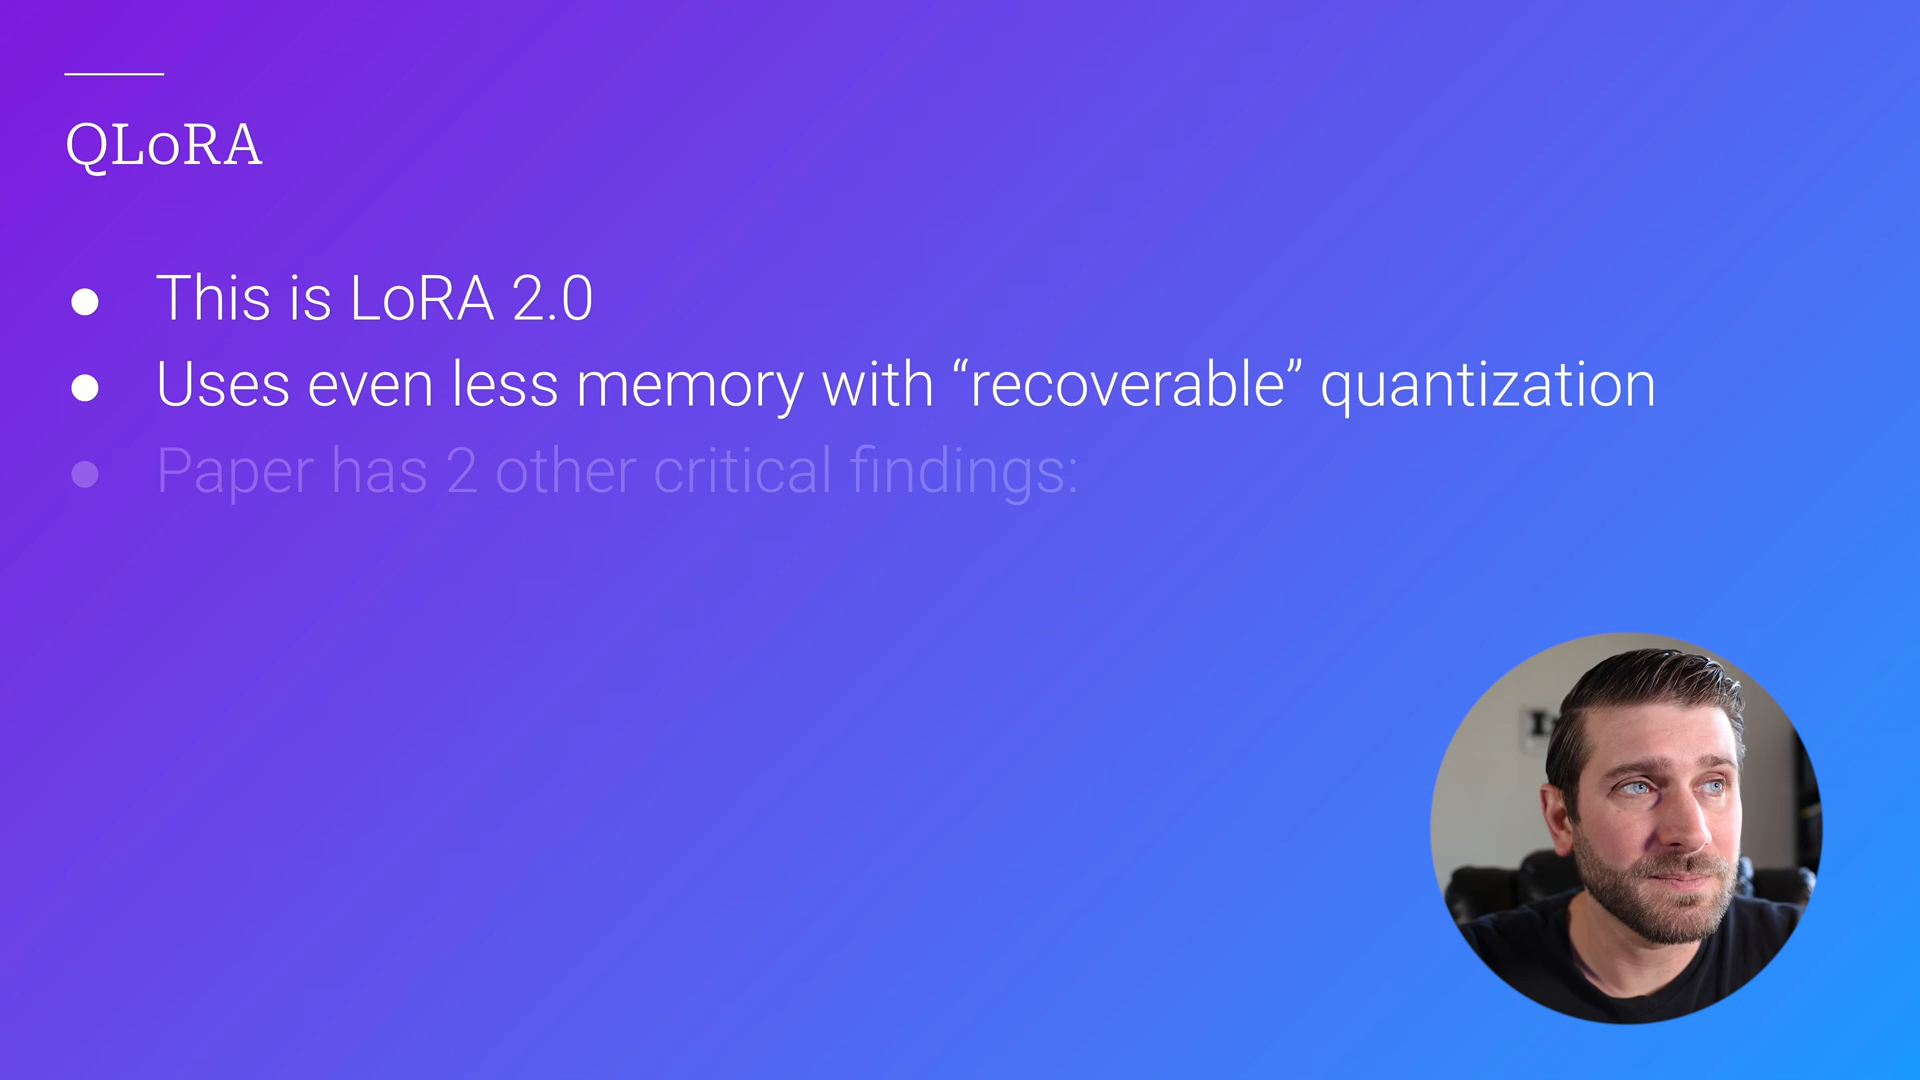 QLoRA
● This is LoRA 2.0
● Uses even less memory with “recoverable” quantization
● Paper has 2 other critical findings: